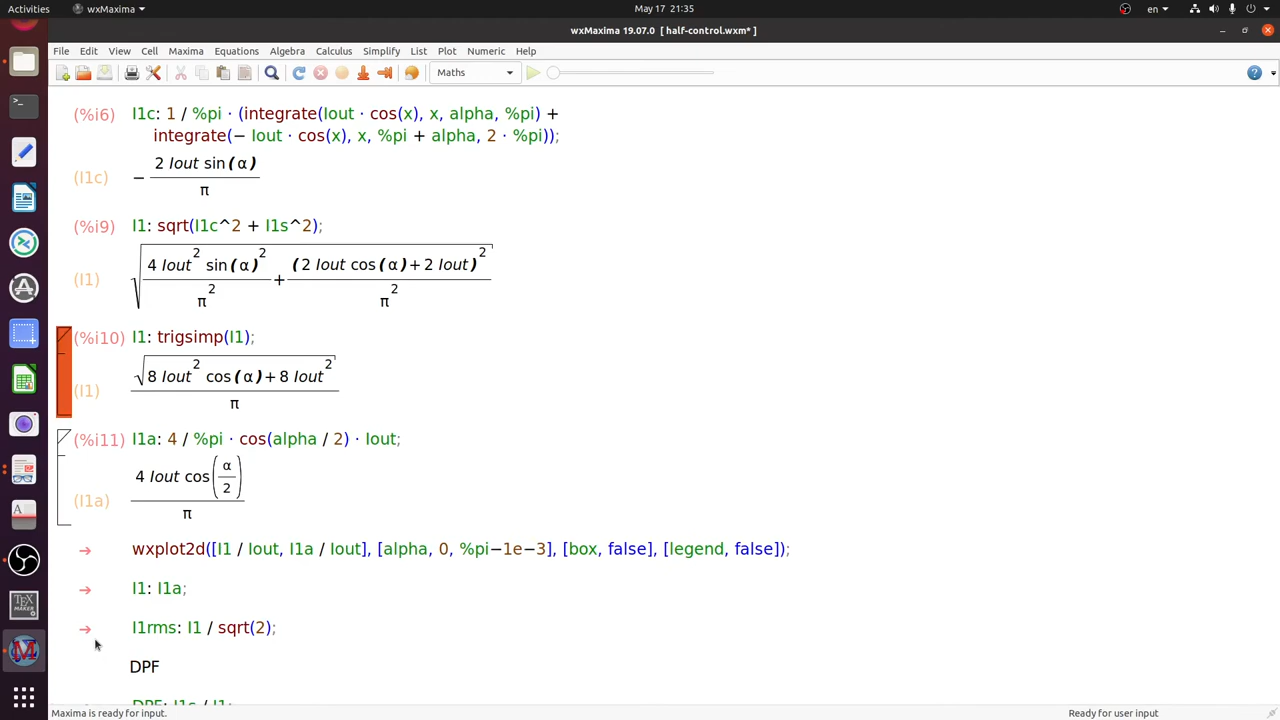 Activities
wxMaxima
May 17 21:35
en
wxMaxima 19.07.0 [ half-control.wxm* ]
File Edit View Cell Maxima Equations Algebra Calculus Simplify List Plot Numeric Help
Maths
(%i6) I1c: 1 / %pi · (integrate(Iout · cos(x), x, alpha, %pi) +
integrate(− Iout · cos(x), x, %pi + alpha, 2 · %pi));
(I1c) − 2 Iout sin(α) / π
(%i9) I1: sqrt(I1c^2 + I1s^2);
(I1) √ 4 Iout² sin(α)² / π² + (2 Iout cos(α)+2 Iout)² / π²
(%i10) I1: trigsimp(I1);
(I1) √ 8 Iout² cos(α)+8 Iout² / π
(%i11) I1a: 4 / %pi · cos(alpha / 2) · Iout;
(I1a) 4 Iout cos(α/2) / π
wxplot2d([I1 / Iout, I1a / Iout], [alpha, 0, %pi−1e−3], [box, false], [legend, false]);
I1: I1a;
I1rms: I1 / sqrt(2);
DPF
DPF: I1s / I1;
Maxima is ready for input.
Ready for user input